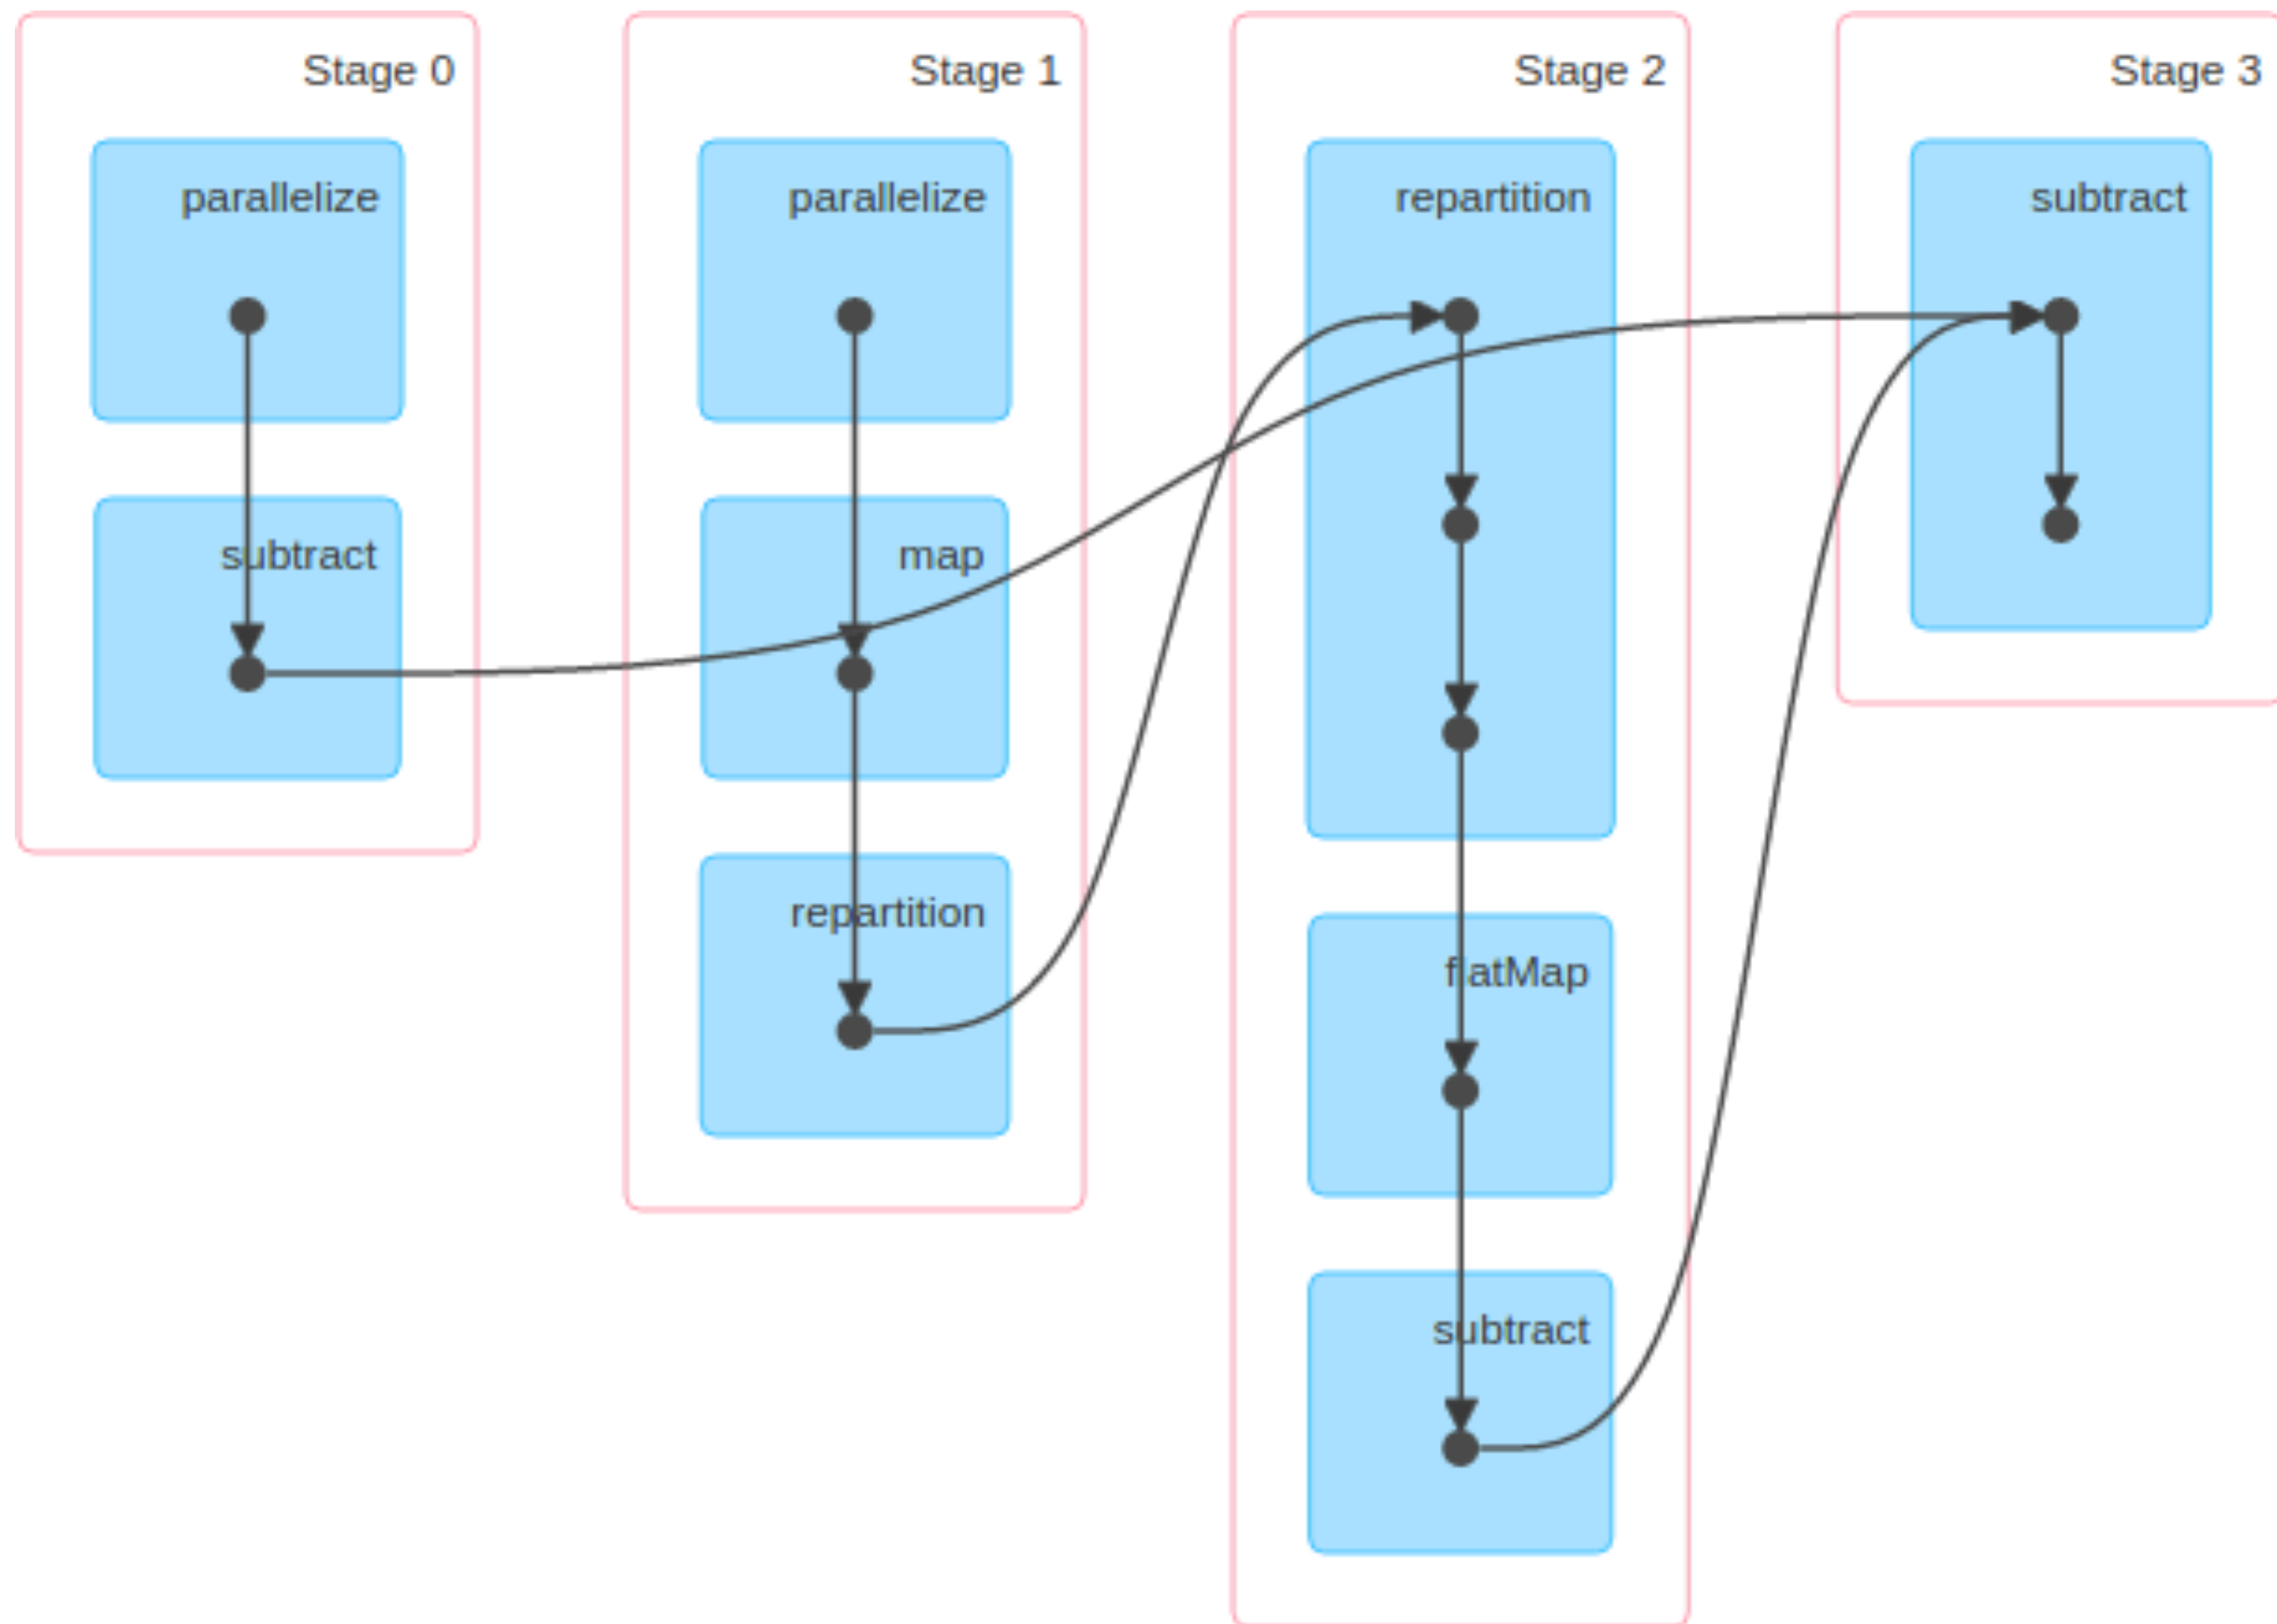 Stage 0
parallelize
subtract
Stage 1
parallelize
map
repartition
Stage 2
repartition
flatMap
subtract
Stage 3
subtract